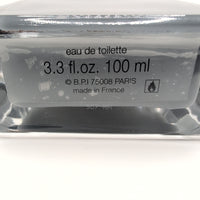 eau de toilette
3.3 fl.oz. 100 ml
© B.P.I 75008 PARIS
made in France